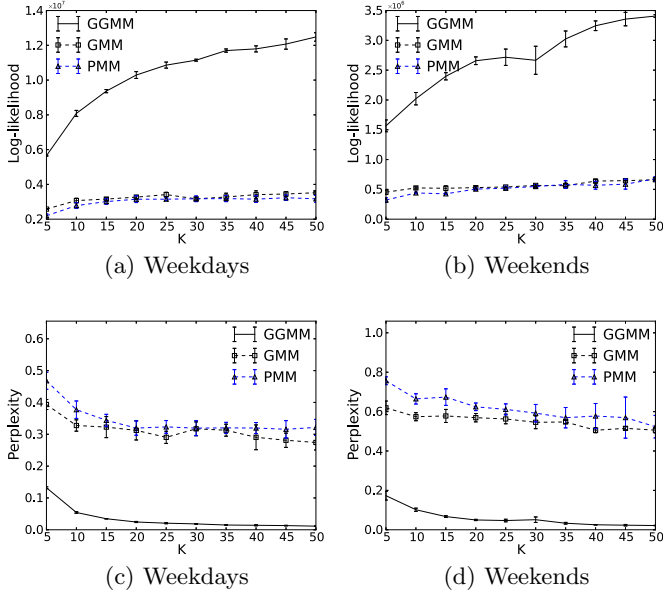 ×10⁷
1.4
1.2
1.0
0.8
0.6
0.4
0.2
Log-likelihood
GGMM
GMM
PMM
5 10 15 20 25 30 35 40 45 50
K
(a) Weekdays
×10⁶
3.5
3.0
2.5
2.0
1.5
1.0
0.5
0.0
Log-likelihood
GGMM
GMM
PMM
5 10 15 20 25 30 35 40 45 50
K
(b) Weekends
0.6
0.5
0.4
0.3
0.2
0.1
0.0
Perplexity
GGMM
GMM
PMM
5 10 15 20 25 30 35 40 45 50
K
(c) Weekdays
1.0
0.8
0.6
0.4
0.2
0.0
Perplexity
GGMM
GMM
PMM
5 10 15 20 25 30 35 40 45 50
K
(d) Weekends